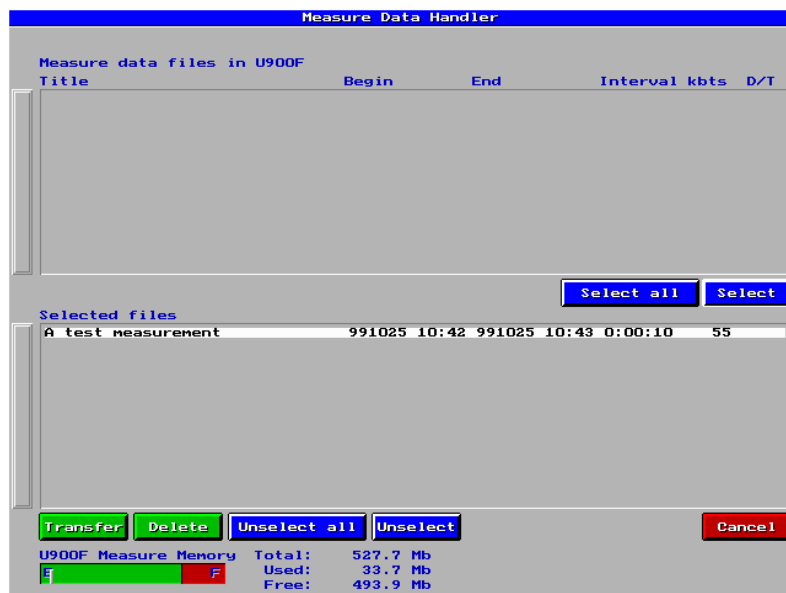 Measure Data Handler
Measure data files in U900F
Title Begin End Interval kbts D/T
Select all Select
Selected files
A test measurement 991025 10:42 991025 10:43 0:00:10 55
Transfer Delete Unselect all Unselect Cancel
U900F Measure Memory Total: 527.7 Mb
E F Used: 33.7 Mb
Free: 493.9 Mb